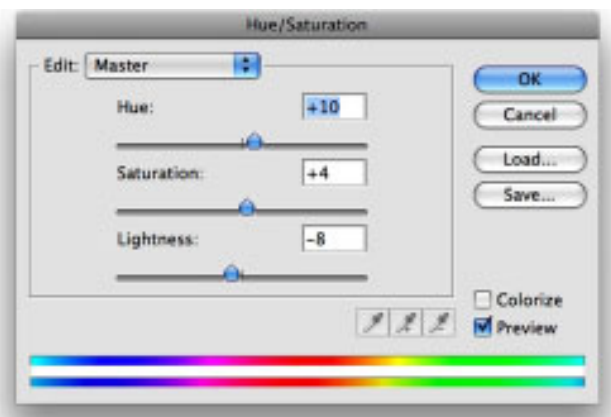 Hue/Saturation
Edit: Master
OK
Hue: +10
Cancel
Load...
Saturation: +4
Save...
Lightness: -8
Colorize
Preview